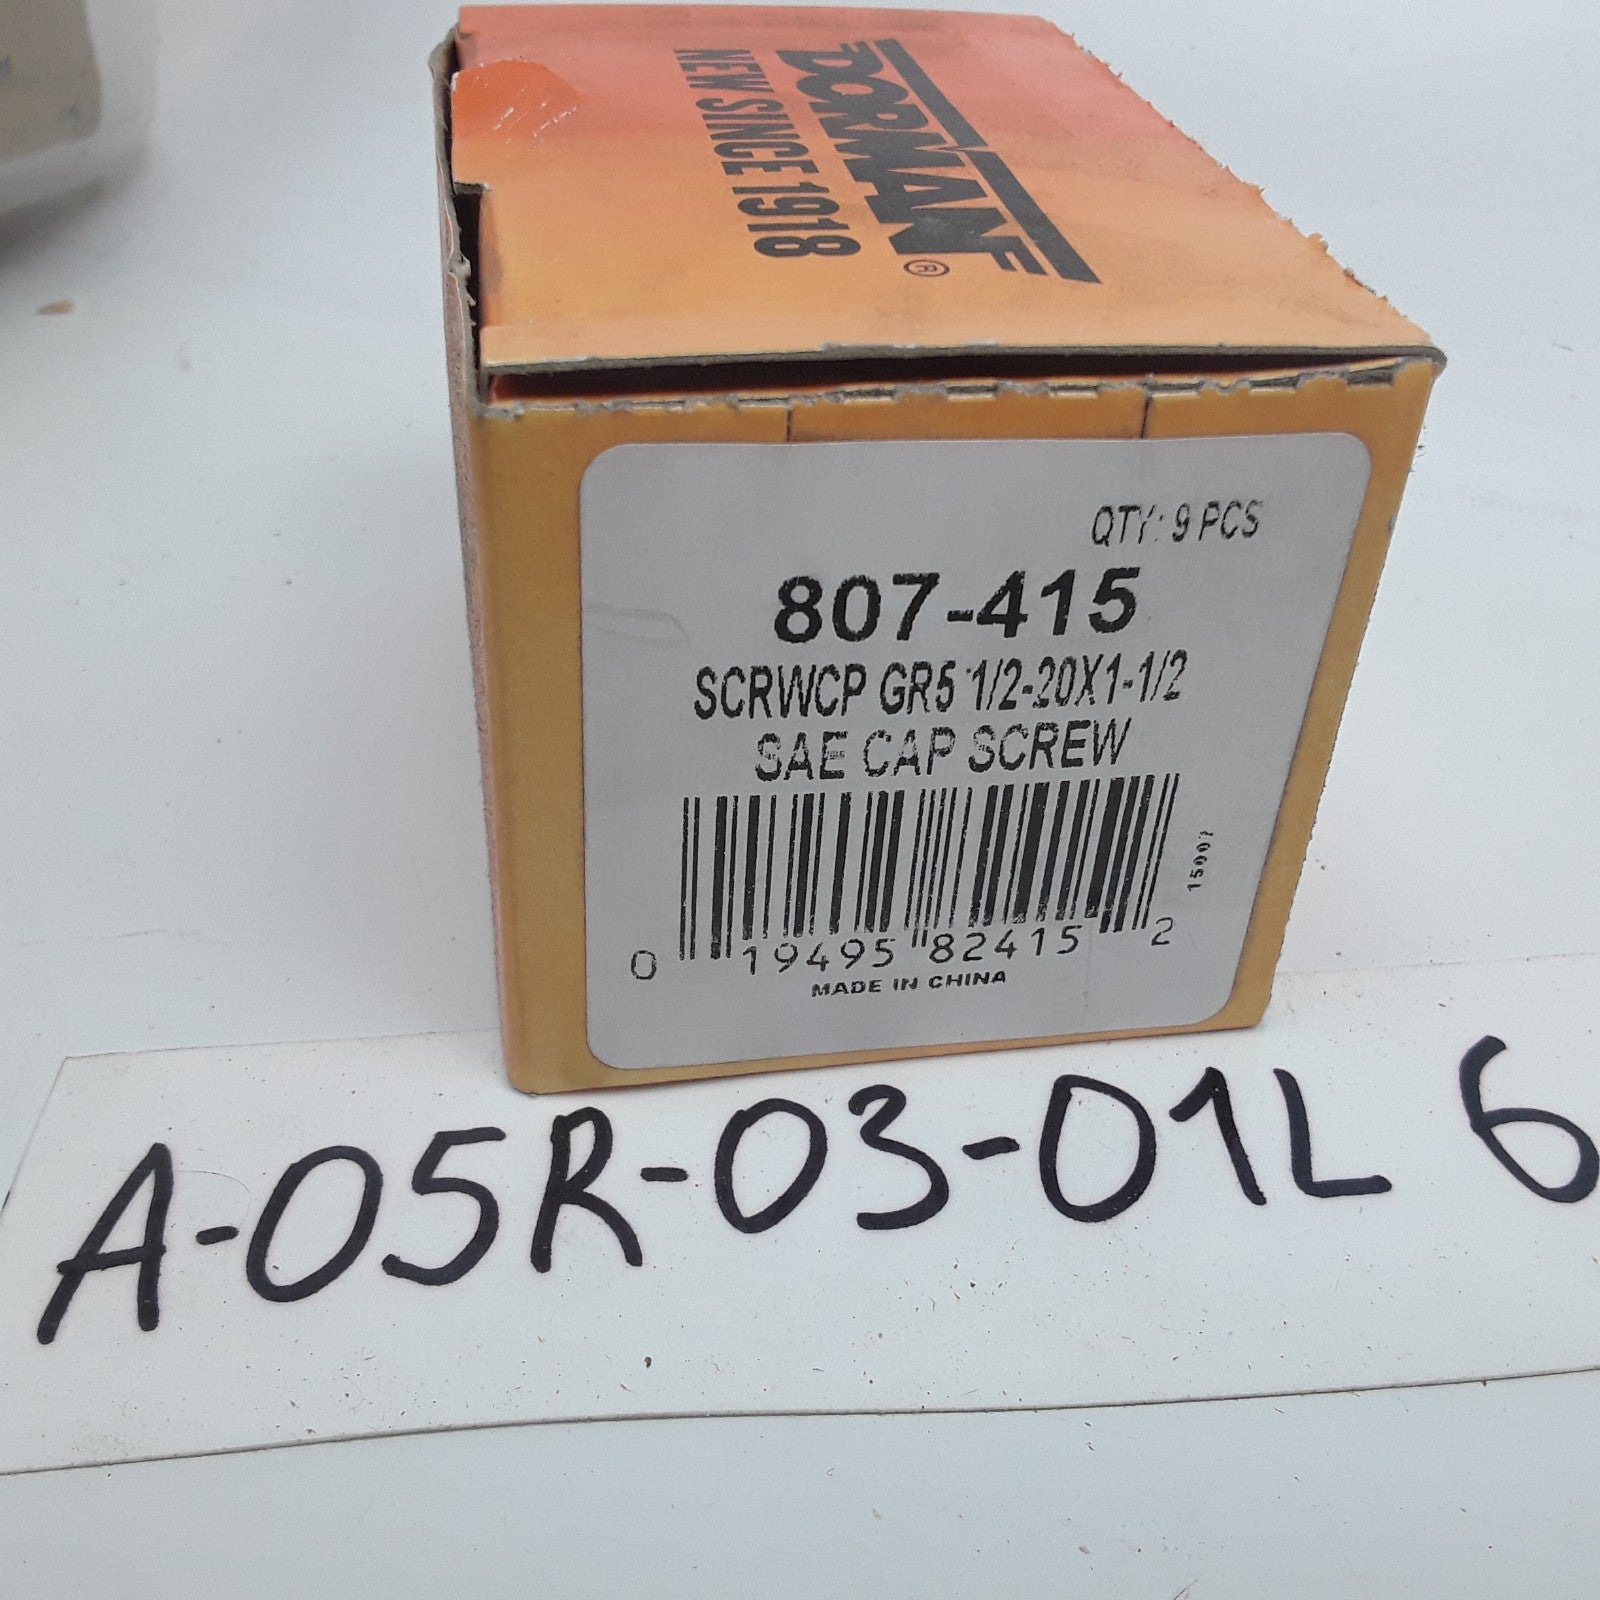 DORMAN®
NEW SINCE 1918
QTY: 9 PCS
807-415
SCRWCP GR5 1/2-20X1-1/2
SAE CAP SCREW
15007
0 19495 82415 2
MADE IN CHINA
A-05R-03-01L 6